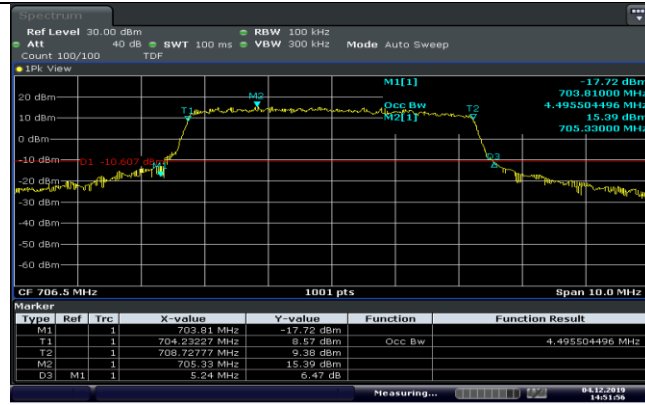 Spectrum
Ref Level 30.00 dBm RBW 100 kHz
Att 40 dB SWT 100 ms VBW 300 kHz Mode Auto Sweep
Count 100/100 TDF
1Pk View
M1[1] -17.72 dBm
703.81000 MHz
20 dBm M2 Occ Bw T2 4.495504496 MHz
T1
10 dBm M2[1] 15.39 dBm
705.33000 MHz
0 dBm
-10 dBm D1 -10.607 dBm D3
-20 dBm
-30 dBm
-40 dBm
-50 dBm
-60 dBm
CF 706.5 MHz 1001 pts Span 10.0 MHz
Marker
Type Ref Trc X-value Y-value Function Function Result
M1 1 703.81 MHz -17.72 dBm
T1 1 704.23227 MHz 8.57 dBm Occ Bw 4.495504496 MHz
T2 1 708.72777 MHz 9.38 dBm
M2 1 705.33 MHz 15.39 dBm
D3 M1 1 5.24 MHz 6.47 dB
Measuring... 04.12.2019
14:51:56